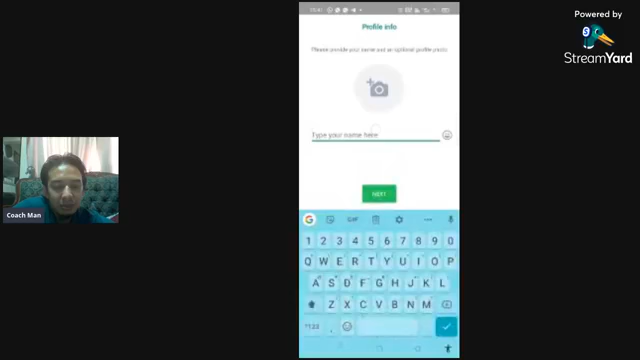 Powered by
StreamYard
Profile info
Please provide your name and an optional profile photo
Type your name here
NEXT
Coach Man
GIF
1 2 3 4 5 6 7 8 9 0
Q W E R T Y U I O P
A S D F G H J K L
Z X C V B N M
?123